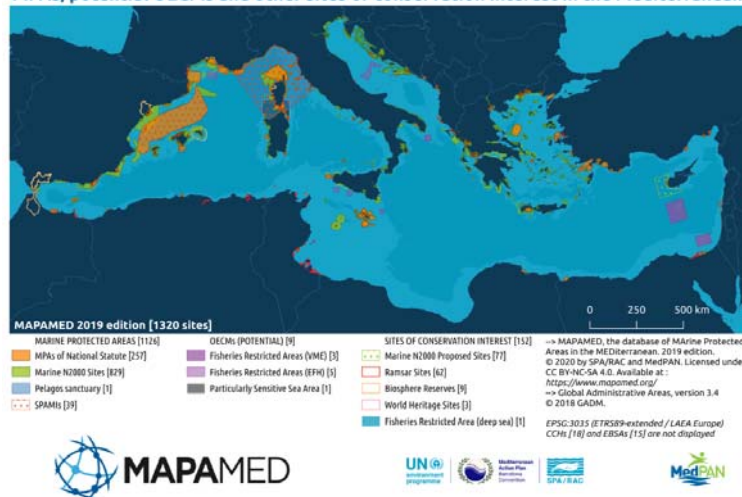 MAPAMED 2019 edition [1320 sites]
0 250 500 km
MARINE PROTECTED AREAS [1126]
MPAs of National Statute [257]
Marine N2000 Sites [829]
Pelagos sanctuary [1]
SPAMIs [39]
OECMs (POTENTIAL) [9]
Fisheries Restricted Areas (VME) [3]
Fisheries Restricted Areas (EFH) [5]
Particularly Sensitive Sea Area [1]
SITES OF CONSERVATION INTEREST [152]
Marine N2000 Proposed Sites [77]
Ramsar Sites [62]
Biosphere Reserves [9]
World Heritage Sites [3]
Fisheries Restricted Area (deep sea) [1]
--> MAPAMED, the database of MArine Protected
Areas in the MEDiterranean. 2019 edition.
© 2020 by SPA/RAC and MedPAN. Licensed under
CC BY-NC-SA 4.0. Available at :
https://www.mapamed.org/
--> Global Administrative Areas, version 3.4
© 2018 GADM.
EPSG:3035 (ETRS89-extended / LAEA Europe)
CCHs [18] and EBSAs [15] are not displayed
MAPAMED
UN
environment
programme
Mediterranean
Action Plan
Barcelona
Convention
SPA/RAC
MedPAN